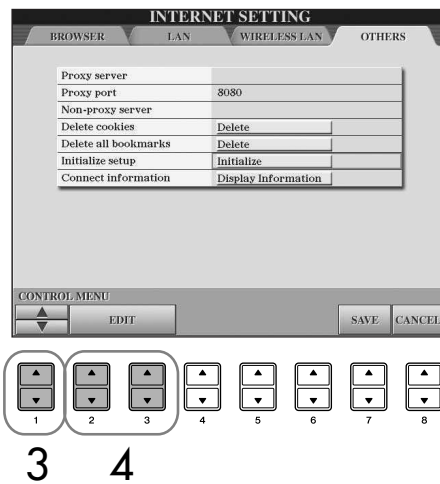 INTERNET SETTING
BROWSER LAN WIRELESS LAN OTHERS
Proxy server
Proxy port 8080
Non-proxy server
Delete cookies Delete
Delete all bookmarks Delete
Initialize setup Initialize
Connect information Display Information
CONTROL MENU
EDIT SAVE CANCEL
1 2 3 4 5 6 7 8
3 4